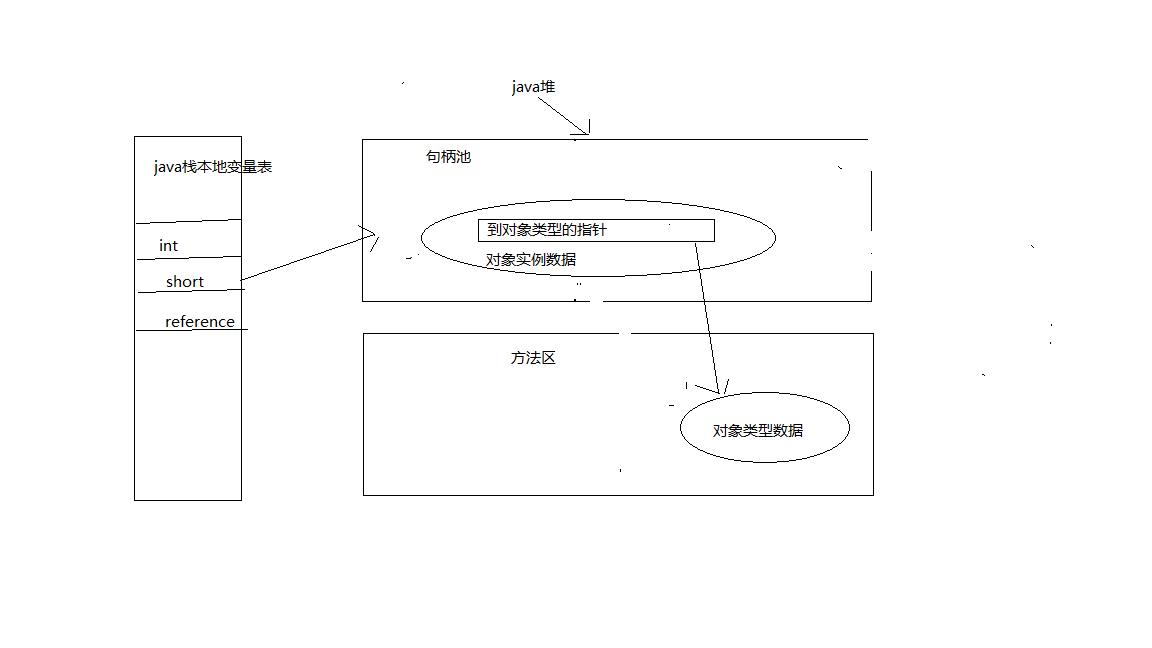 java堆
java栈本地变量表
句柄池
到对象类型的指针
int
对象实例数据
short
reference
方法区
对象类型数据